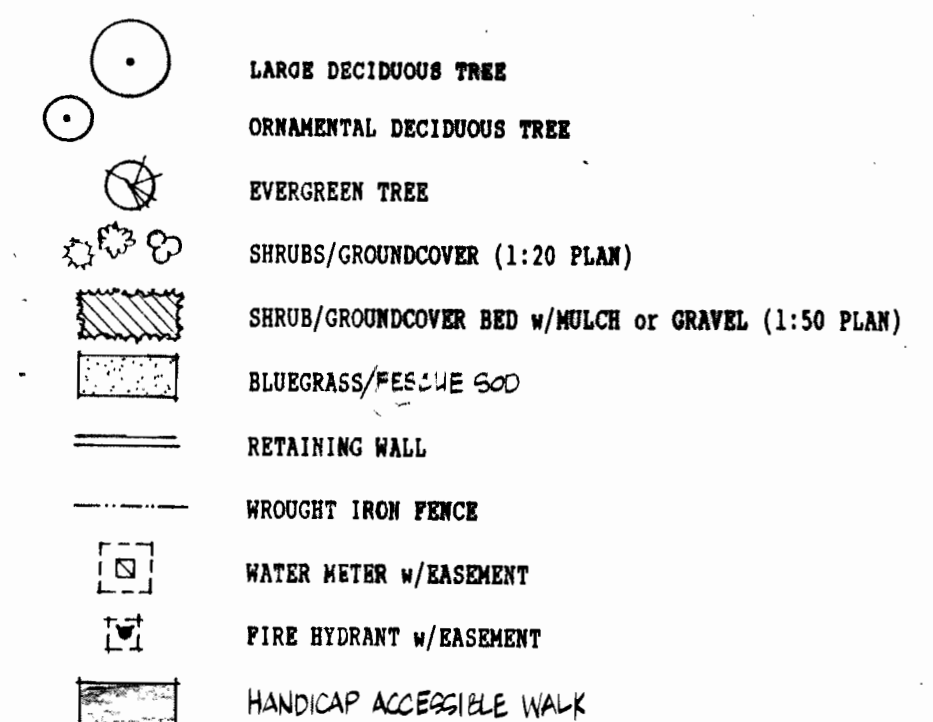 LARGE DECIDUOUS TREE
ORNAMENTAL DECIDUOUS TREE
EVERGREEN TREE
SHRUBS/GROUNDCOVER (1:20 PLAN)
SHRUB/GROUNDCOVER BED w/MULCH or GRAVEL (1:50 PLAN)
BLUEGRASS/FESCUE SOD
RETAINING WALL
WROUGHT IRON FENCE
WATER METER w/EASEMENT
FIRE HYDRANT w/EASEMENT
HANDICAP ACCESSIBLE WALK